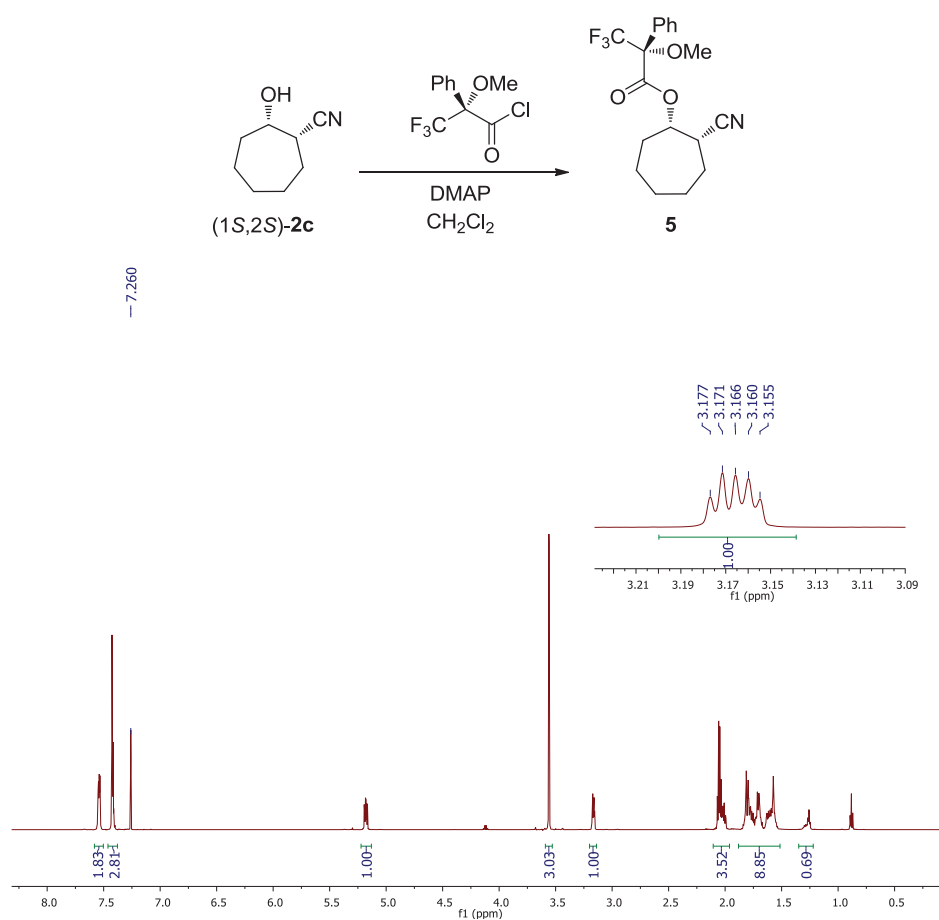 Ph
F3C
OMe
O
O
CN
OH
CN
Ph
OMe
Cl
F3C
O
DMAP
CH2Cl2
(1S,2S)-2c
5
7.260
3.177
3.171
3.166
3.160
3.155
1.00
3.21 3.19 3.17 3.15 3.13 3.11 3.09
f1 (ppm)
1.83
2.81
1.00
3.03
1.00
3.52
8.85
0.69
8.0 7.5 7.0 6.5 6.0 5.5 5.0 4.5 4.0 3.5 3.0 2.5 2.0 1.5 1.0 0.5
f1 (ppm)